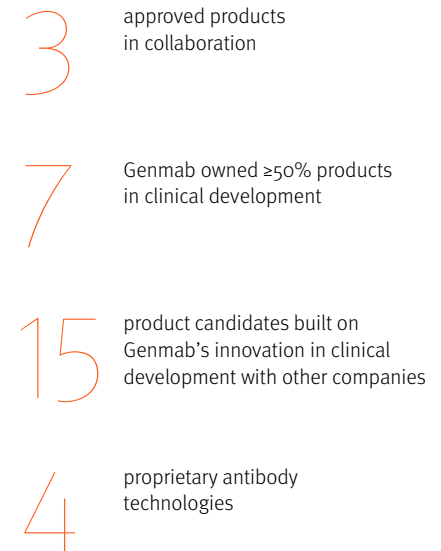 3
approved products
in collaboration
7
Genmab owned ≥50% products
in clinical development
15
product candidates built on
Genmab’s innovation in clinical
development with other companies
4
proprietary antibody
technologies